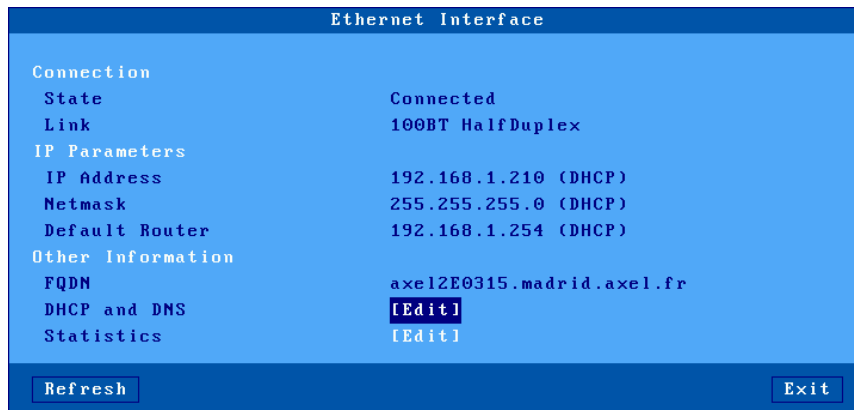 Ethernet Interface
Connection
State Connected
Link 100BT HalfDuplex
IP Parameters
IP Address 192.168.1.210 (DHCP)
Netmask 255.255.255.0 (DHCP)
Default Router 192.168.1.254 (DHCP)
Other Information
FQDN axel2E0315.madrid.axel.fr
DHCP and DNS [Edit]
Statistics [Edit]
Refresh Exit